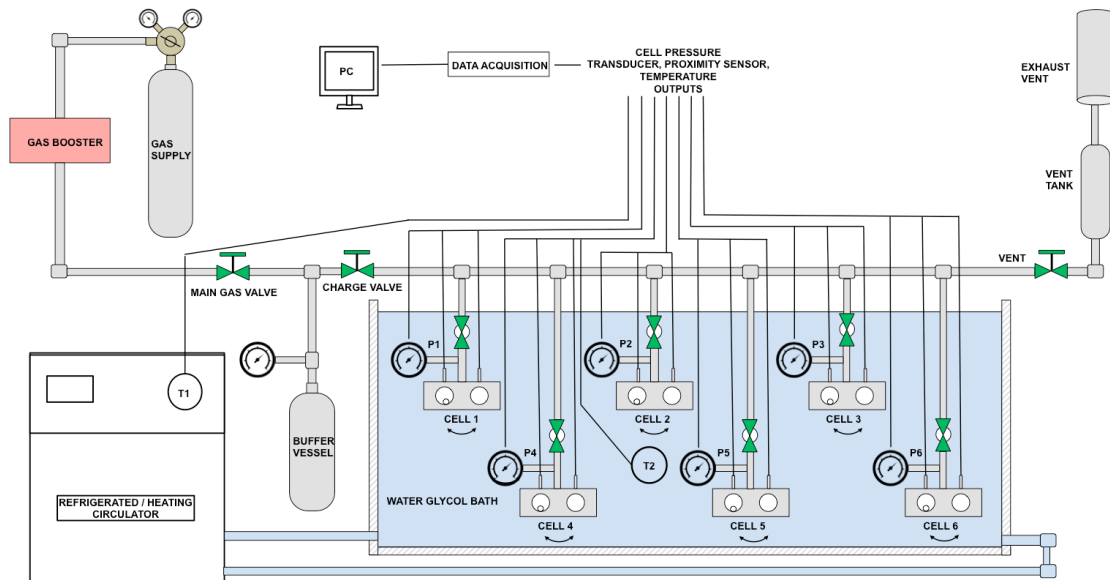 PC
DATA ACQUISITION
CELL PRESSURE
TRANSDUCER, PROXIMITY SENSOR,
TEMPERATURE
OUTPUTS
EXHAUST
VENT
GAS BOOSTER
GAS
SUPPLY
VENT
TANK
MAIN GAS VALVE
CHARGE VALVE
VENT
P1
P2
P3
T1
CELL 1
CELL 2
CELL 3
BUFFER
VESSEL
P4
T2
P5
P6
REFRIGERATED / HEATING
CIRCULATOR
WATER GLYCOL BATH
CELL 4
CELL 5
CELL 6